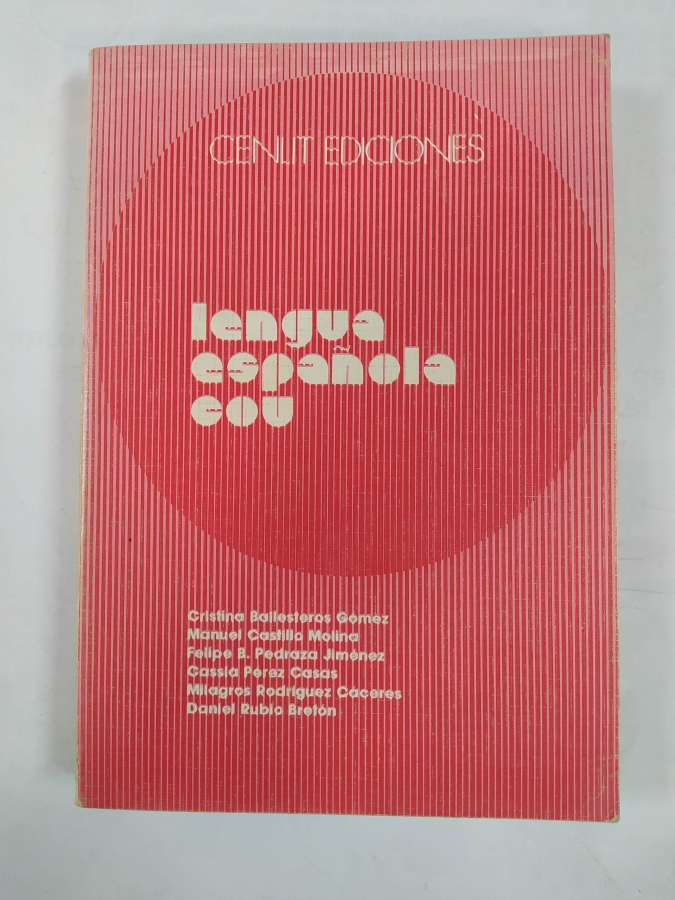 CENLIT EDICIONES
lengua
española
cou
Cristina Ballesteros Gómez
Manuel Castillo Molina
Felipe B. Pedraza Jiménez
Cassia Pérez Casas
Milagros Rodríguez Cáceres
Daniel Rubio Bretón